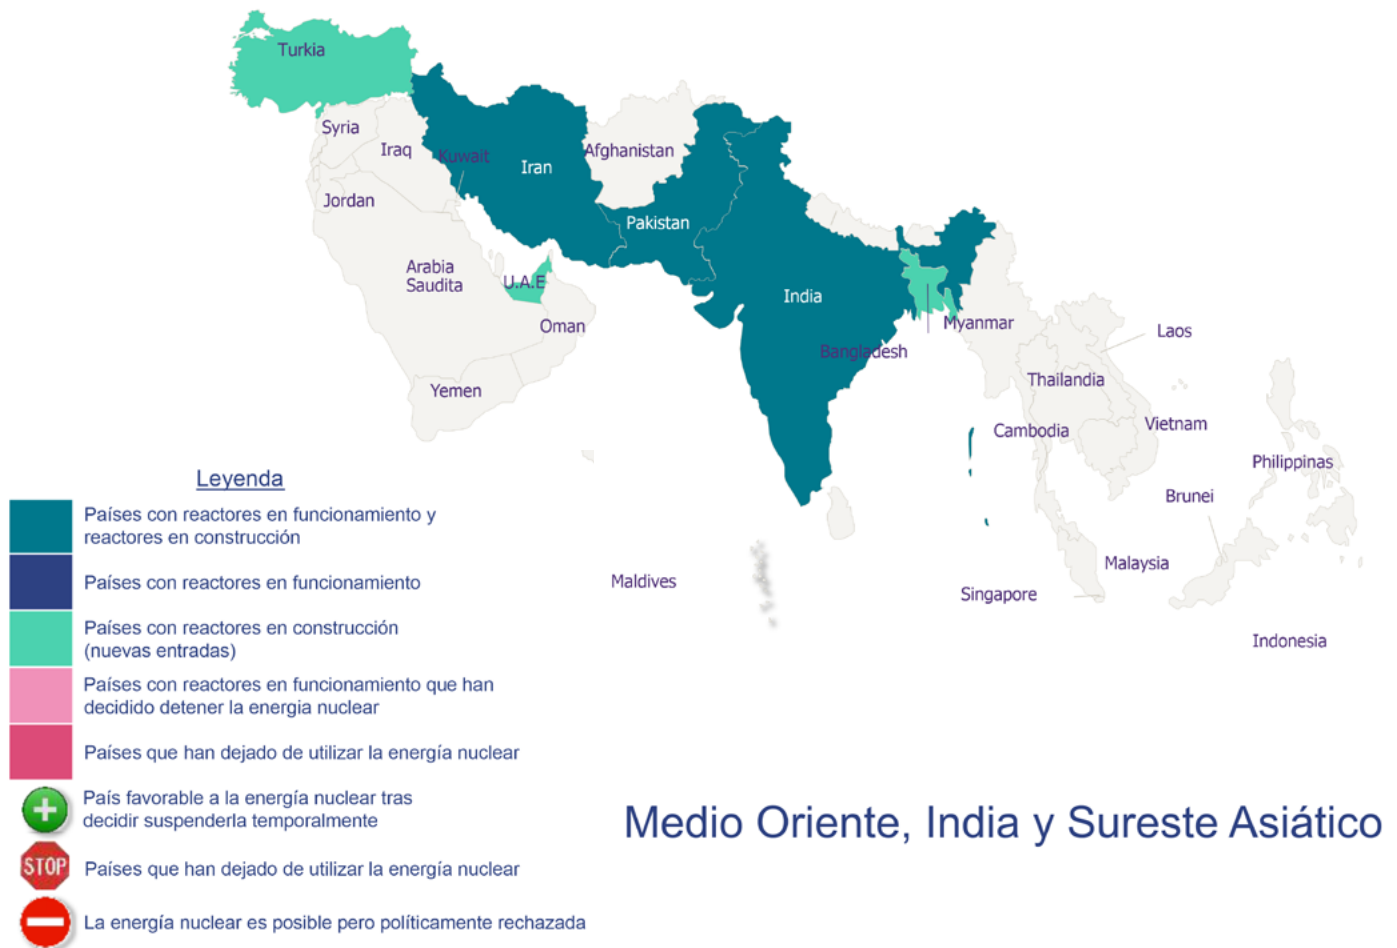 Turkia
Syria
Iraq
Kuwait
Iran
Afghanistan
Jordan
Pakistan
Arabia
Saudita
U.A.E
India
Oman
Myanmar
Laos
Bangladesh
Thailandia
Yemen
Cambodia
Vietnam
Philippinas
Brunei
Malaysia
Maldives
Singapore
Indonesia
Leyenda
Países con reactores en funcionamiento y
reactores en construcción
Países con reactores en funcionamiento
Países con reactores en construcción
(nuevas entradas)
Países con reactores en funcionamiento que han
decidido detener la energia nuclear
Países que han dejado de utilizar la energía nuclear
País favorable a la energía nuclear tras
decidir suspenderla temporalmente
STOP
Países que han dejado de utilizar la energía nuclear
La energía nuclear es posible pero políticamente rechazada
Medio Oriente, India y Sureste Asiático